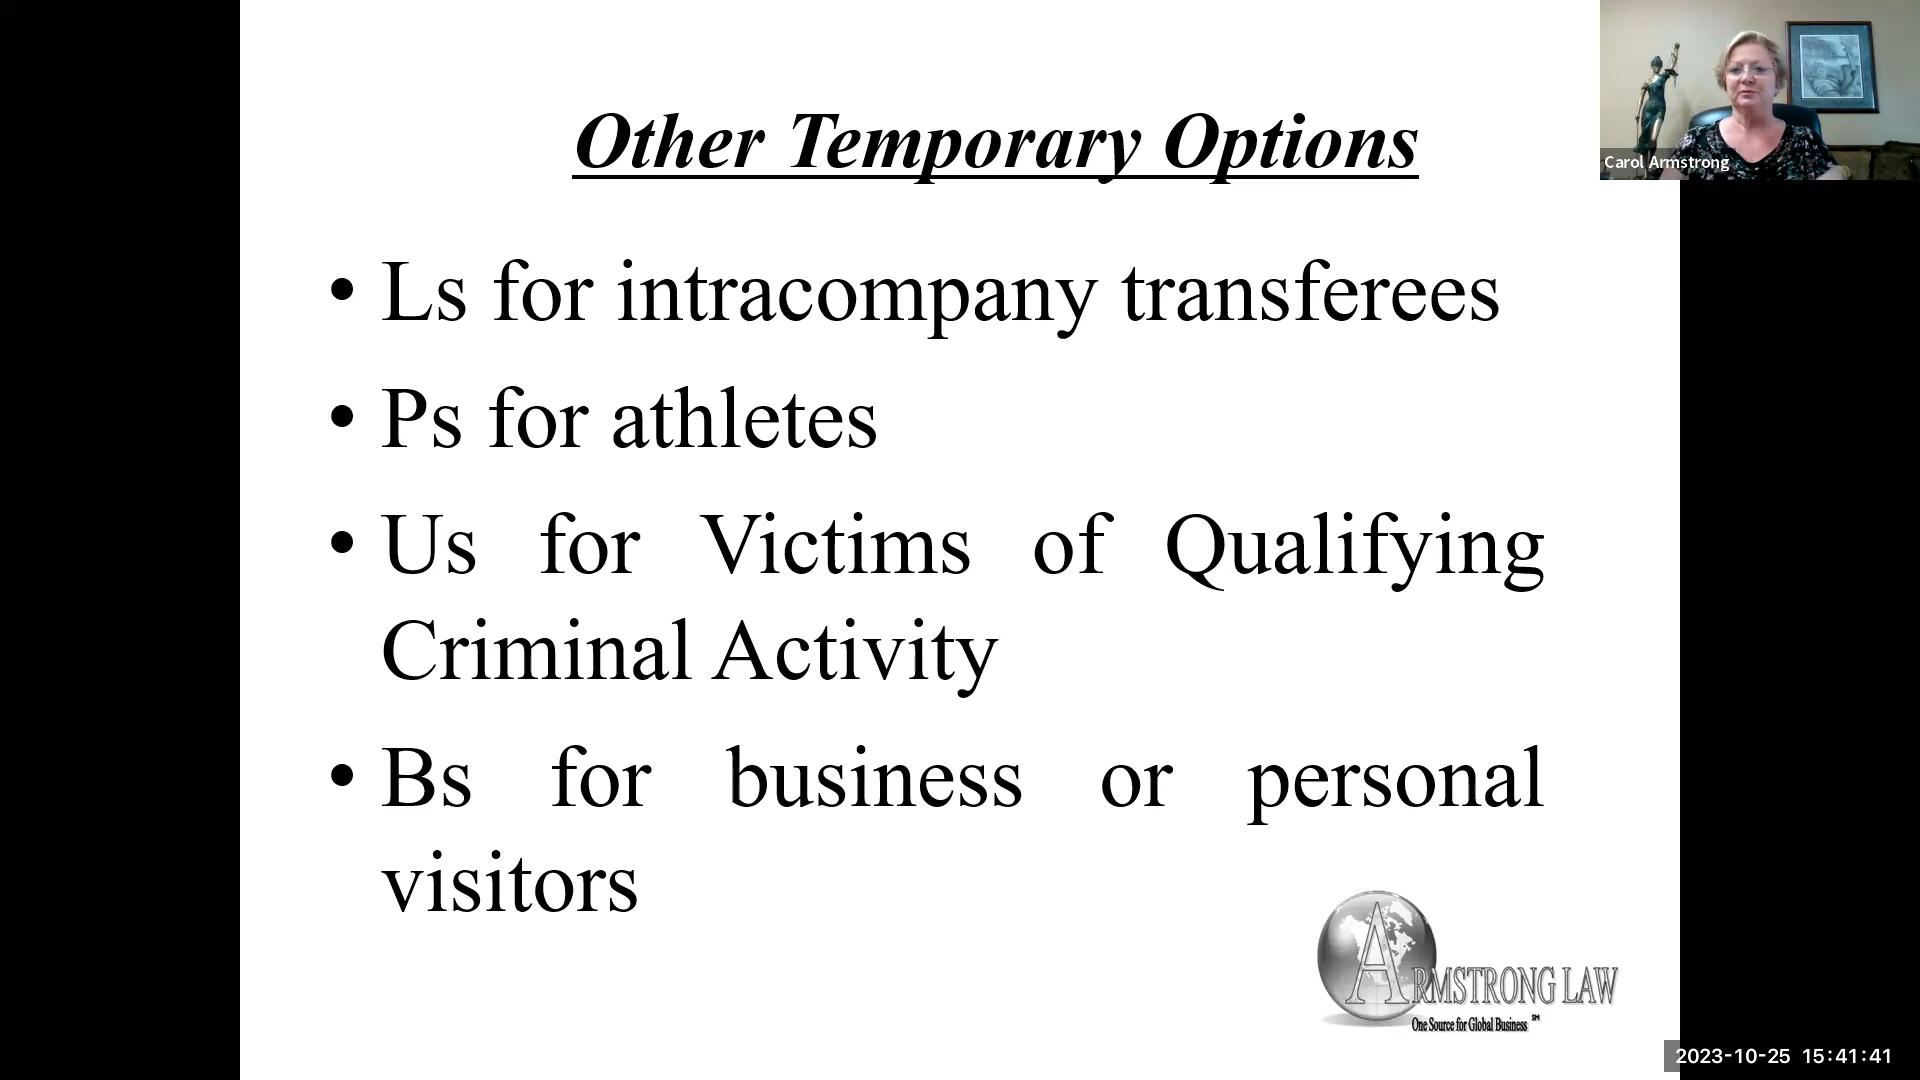 Other Temporary Options
• Ls for intracompany transferees
• Ps for athletes
• Us for Victims of Qualifying
Criminal Activity
• Bs for business or personal
visitors
ARMSTRONG LAW
One Source for Global Business ℠
Carol Armstrong
2023-10-25 15:41:41